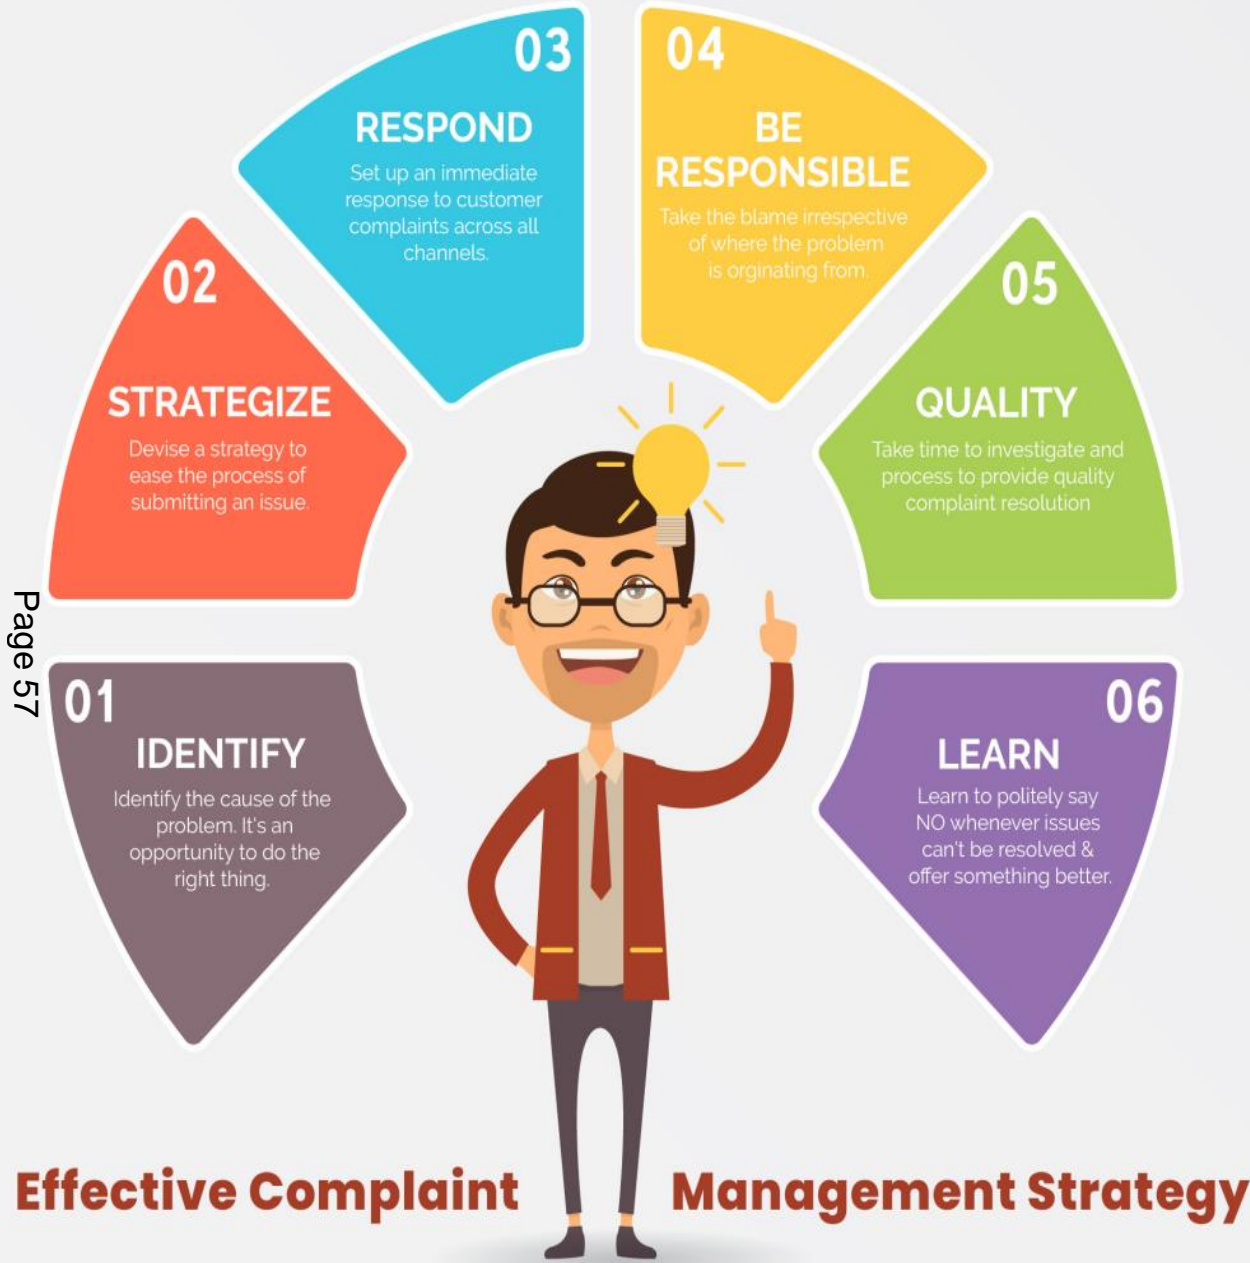 01
IDENTIFY
Identify the cause of the
problem. It's an
opportunity to do the
right thing.
02
STRATEGIZE
Devise a strategy to
ease the process of
submitting an issue.
03
RESPOND
Set up an immediate
response to customer
complaints across all
channels.
04
BE
RESPONSIBLE
Take the blame irrespective
of where the problem
is orginating from.
05
QUALITY
Take time to investigate and
process to provide quality
complaint resolution
06
LEARN
Learn to politely say
NO whenever issues
can't be resolved &
offer something better.
Effective Complaint Management Strategy
Page 57